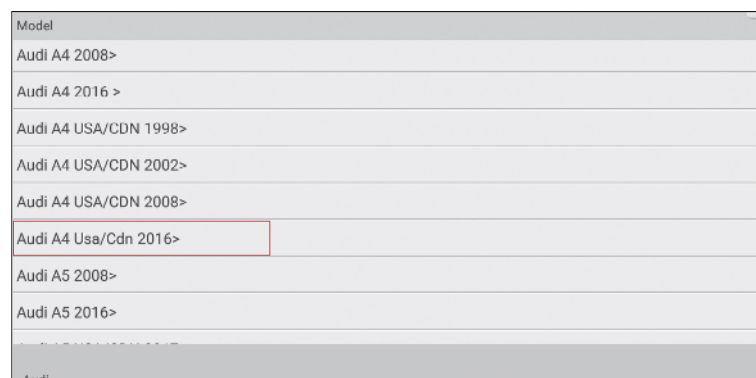 Model
Audi A4 2008>
Audi A4 2016 >
Audi A4 USA/CDN 1998>
Audi A4 USA/CDN 2002>
Audi A4 USA/CDN 2008>
Audi A4 Usa/Cdn 2016>
Audi A5 2008>
Audi A5 2016>
Audi